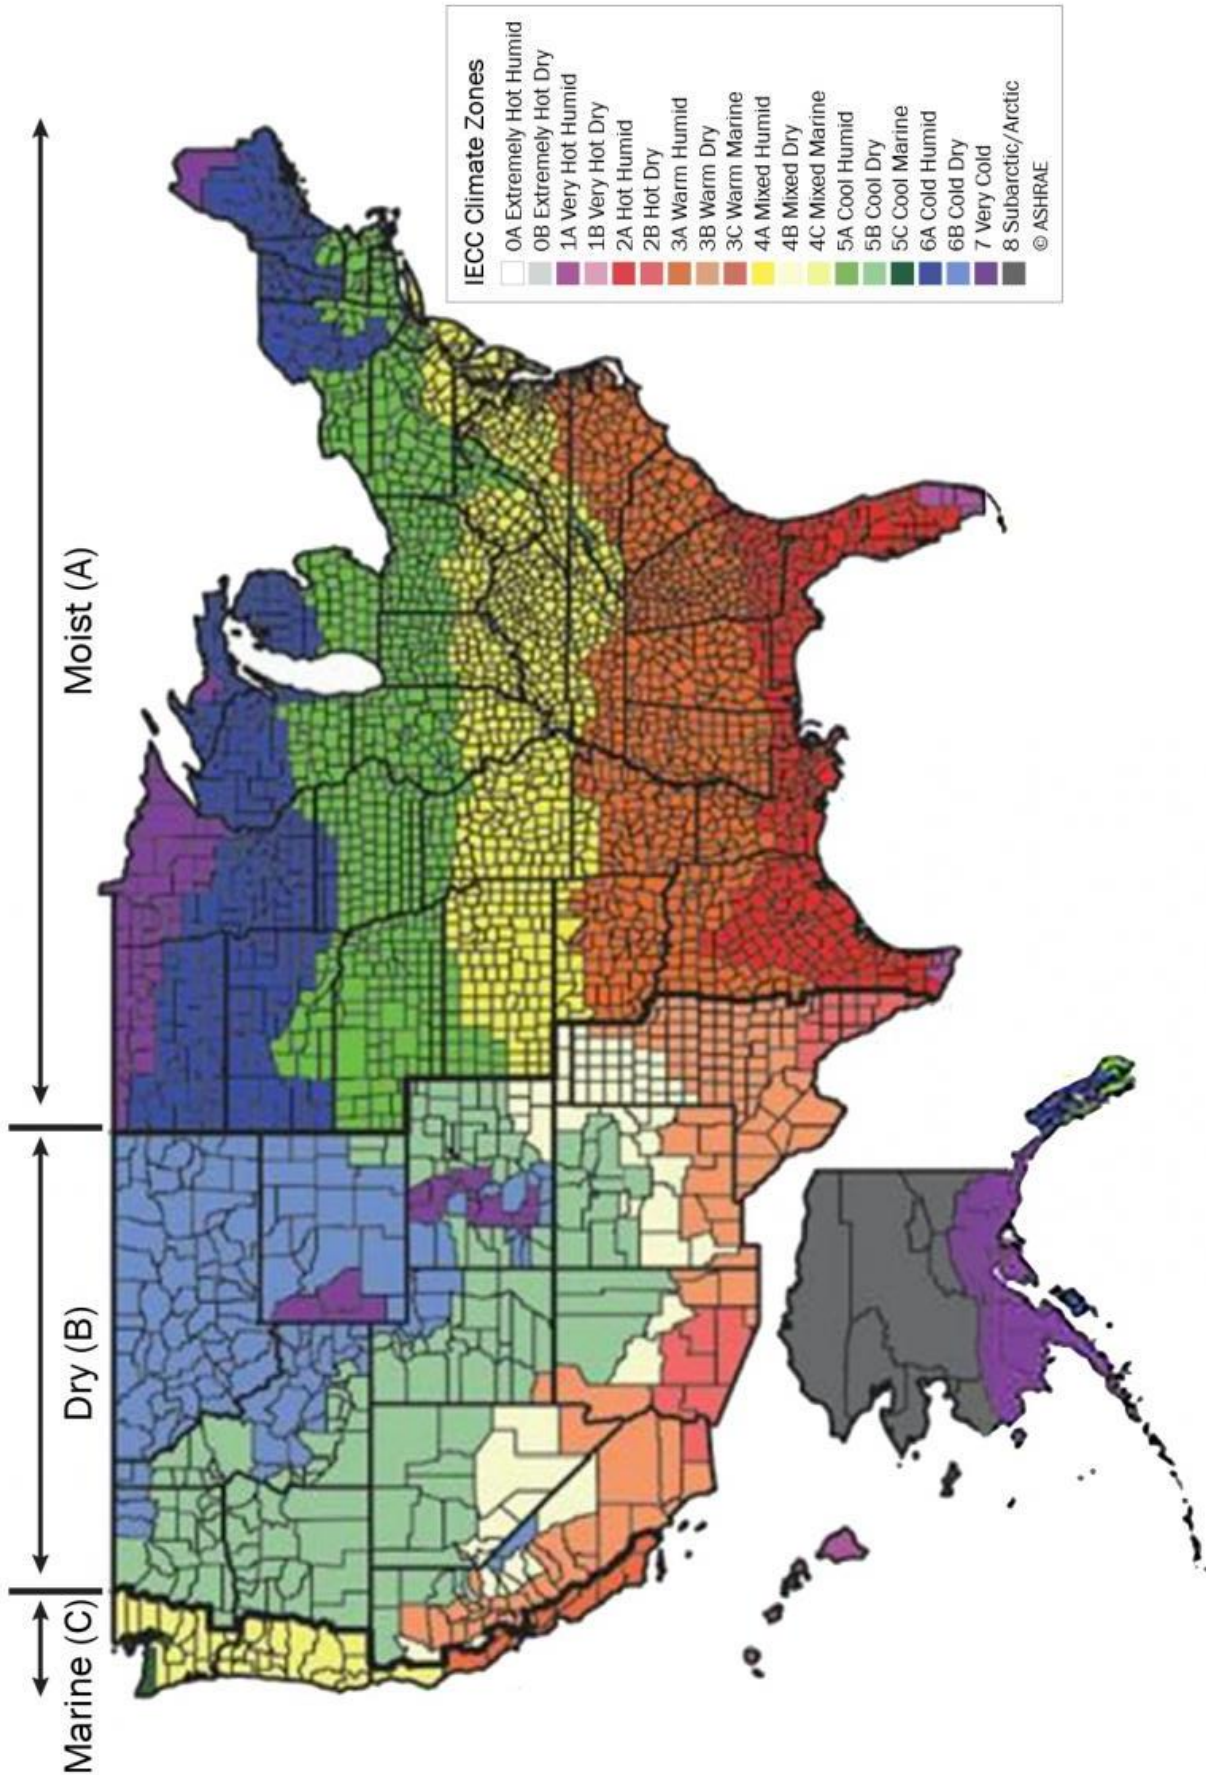 Marine (C)
Dry (B)
Moist (A)
IECC Climate Zones
0A Extremely Hot Humid
0B Extremely Hot Dry
1A Very Hot Humid
1B Very Hot Dry
2A Hot Humid
2B Hot Dry
3A Warm Humid
3B Warm Dry
3C Warm Marine
4A Mixed Humid
4B Mixed Dry
4C Mixed Marine
5A Cool Humid
5B Cool Dry
5C Cool Marine
6A Cold Humid
6B Cold Dry
7 Very Cold
8 Subarctic/Arctic
© ASHRAE